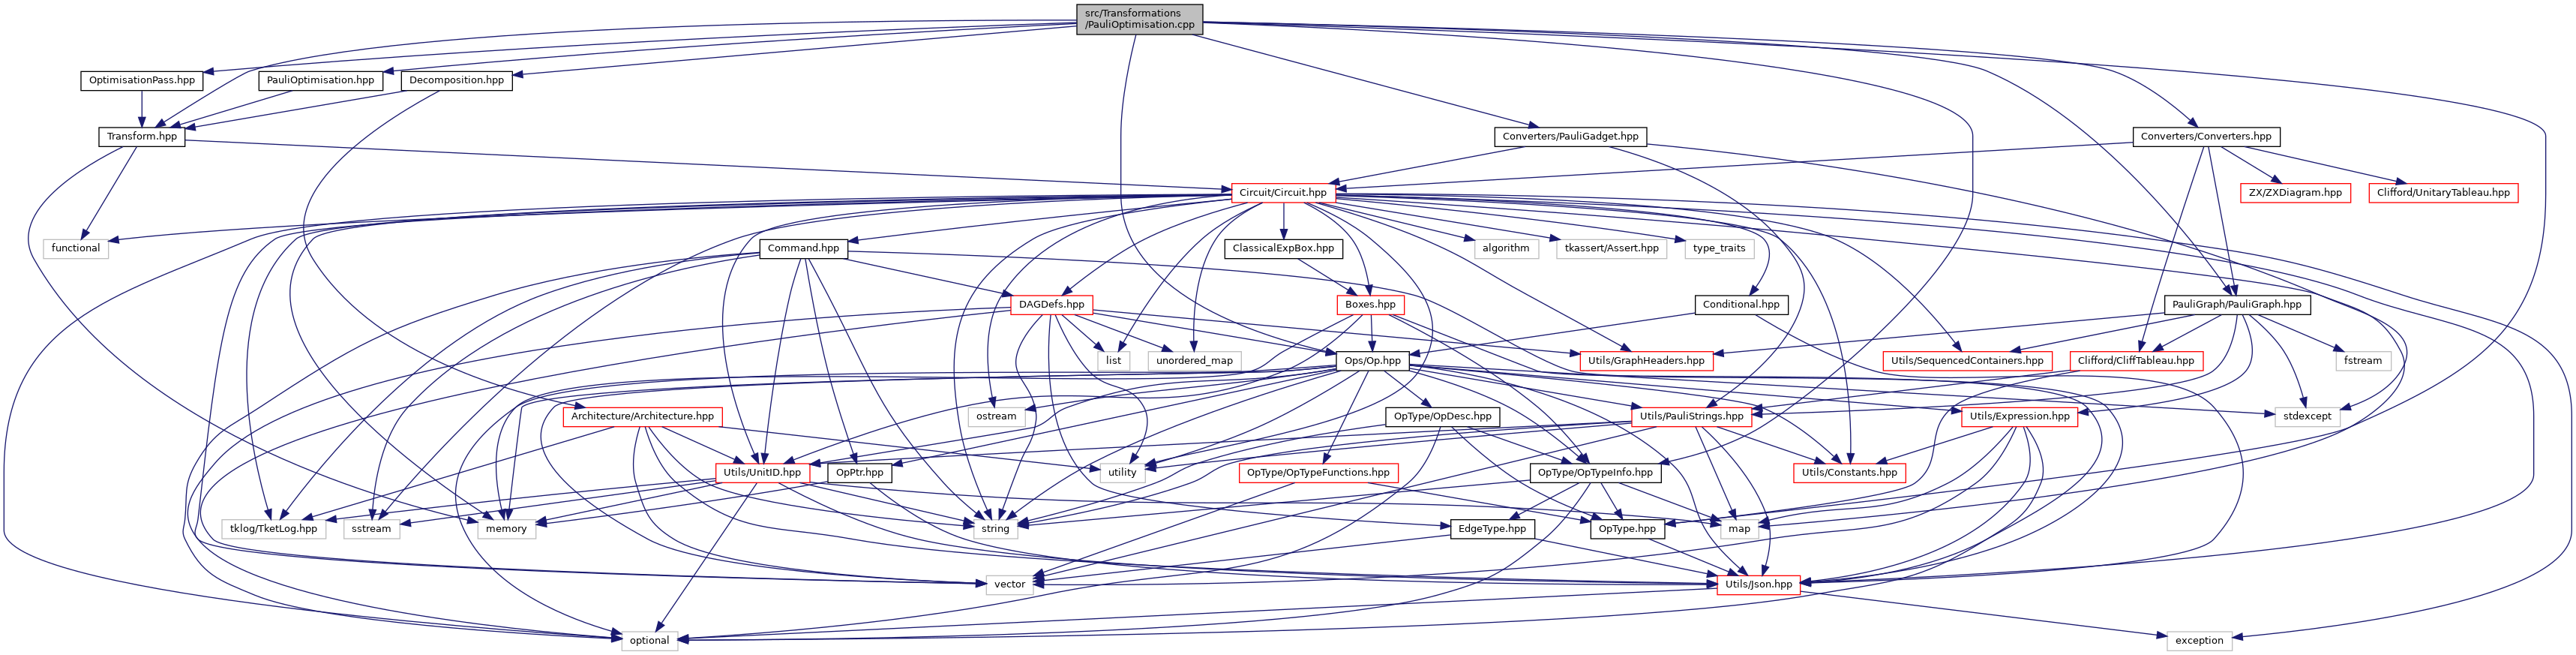 src/Transformations
/PauliOptimisation.cpp
OptimisationPass.hpp
PauliOptimisation.hpp
Decomposition.hpp
Transform.hpp
Converters/PauliGadget.hpp
Converters/Converters.hpp
Circuit/Circuit.hpp
ZX/ZXDiagram.hpp
Clifford/UnitaryTableau.hpp
functional
Command.hpp
ClassicalExpBox.hpp
algorithm
tkassert/Assert.hpp
type_traits
DAGDefs.hpp
Boxes.hpp
Conditional.hpp
PauliGraph/PauliGraph.hpp
list
unordered_map
Ops/Op.hpp
Utils/GraphHeaders.hpp
Utils/SequencedContainers.hpp
Clifford/CliffTableau.hpp
fstream
Architecture/Architecture.hpp
ostream
OpType/OpDesc.hpp
Utils/PauliStrings.hpp
Utils/Expression.hpp
stdexcept
Utils/UnitID.hpp
OpPtr.hpp
utility
OpType/OpTypeFunctions.hpp
OpType/OpTypeInfo.hpp
Utils/Constants.hpp
tklog/TketLog.hpp
sstream
memory
string
EdgeType.hpp
OpType.hpp
map
vector
Utils/Json.hpp
optional
exception